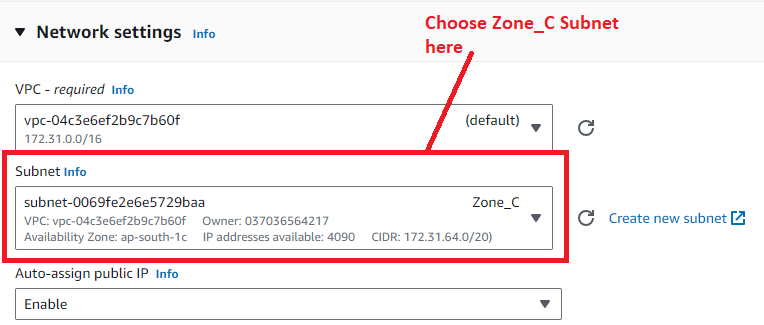 Choose Zone_C Subnet
here
▼ Network settings Info
VPC - required Info
vpc-04c3e6ef2b9c7b60f (default)
172.31.0.0/16
Subnet Info
subnet-0069fe2e6e5729baa Zone_C
VPC: vpc-04c3e6ef2b9c7b60f Owner: 037036564217
Availability Zone: ap-south-1c IP addresses available: 4090 CIDR: 172.31.64.0/20)
Create new subnet
Auto-assign public IP Info
Enable